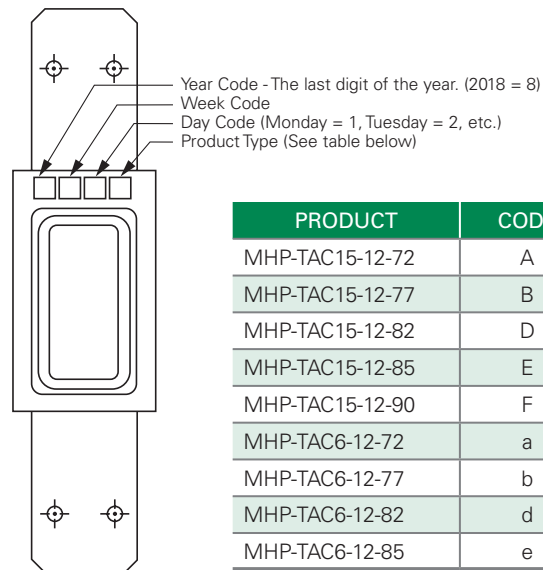 Year Code - The last digit of the year. (2018 = 8)
Week Code
Day Code (Monday = 1, Tuesday = 2, etc.)
Product Type (See table below)
PRODUCT COD
MHP-TAC15-12-72 A
MHP-TAC15-12-77 B
MHP-TAC15-12-82 D
MHP-TAC15-12-85 E
MHP-TAC15-12-90 F
MHP-TAC6-12-72 a
MHP-TAC6-12-77 b
MHP-TAC6-12-82 d
MHP-TAC6-12-85 e